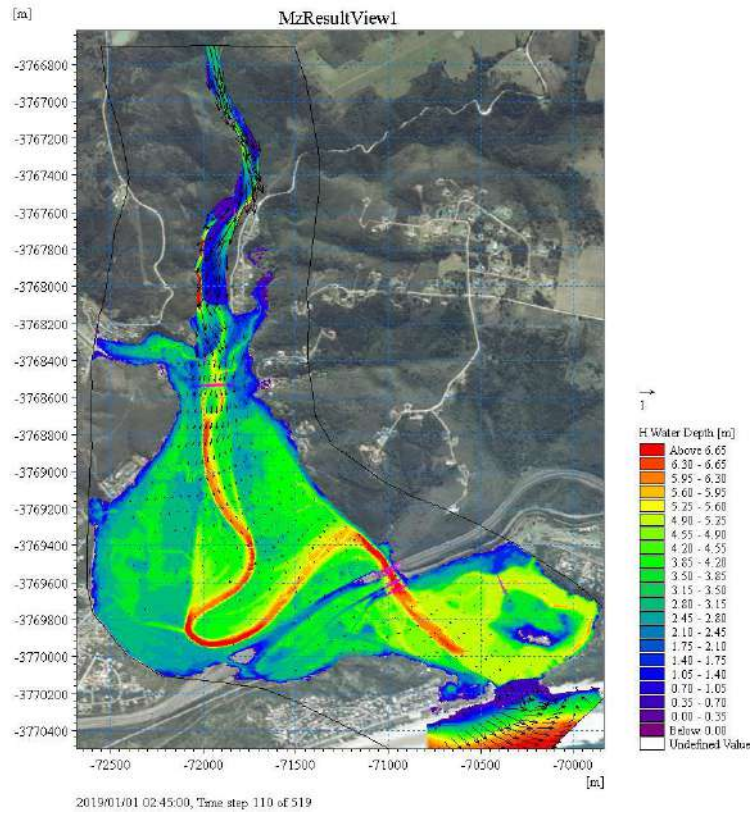 MzResultView1
[m]
-3766800
-3767000
-3767200
-3767400
-3767600
-3767800
-3768000
-3768200
-3768400
-3768600
-3768800
-3769000
-3769200
-3769400
-3769600
-3769800
-3770000
-3770200
-3770400
-72500
-72000
-71500
-71000
-70500
-70000
[m]
1
H Water Depth [m]
Above 6.65
6.30 - 6.65
5.95 - 6.30
5.60 - 5.95
5.25 - 5.60
4.90 - 5.25
4.55 - 4.90
4.20 - 4.55
3.85 - 4.20
3.50 - 3.85
3.15 - 3.50
2.80 - 3.15
2.45 - 2.80
2.10 - 2.45
1.75 - 2.10
1.40 - 1.75
1.05 - 1.40
0.70 - 1.05
0.35 - 0.70
0.00 - 0.35
Below 0.00
Undefined Value
2019/01/01 02:45:00, Time step 110 of 519